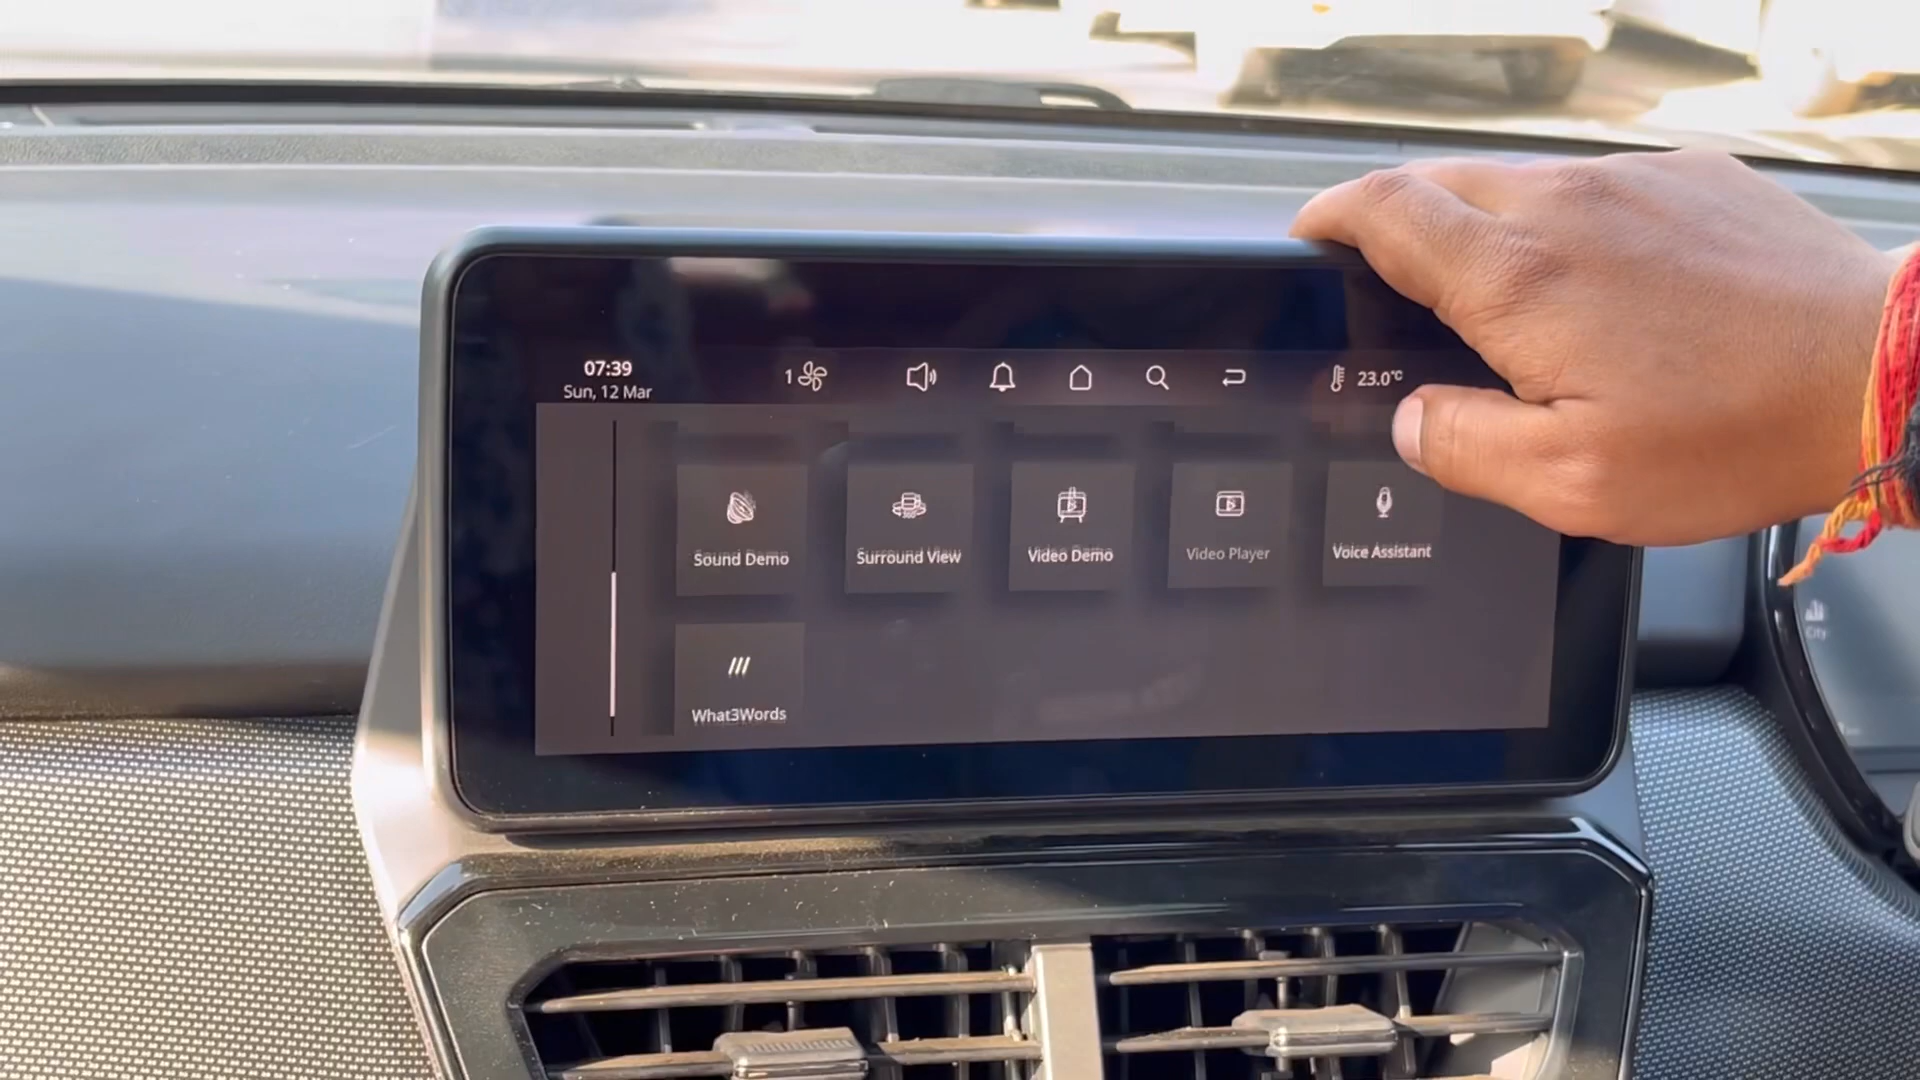 07:39
Sun, 12 Mar
1
23.0°C
Sound Demo
Surround View
Video Demo
Video Player
Voice Assistant
What3Words
City